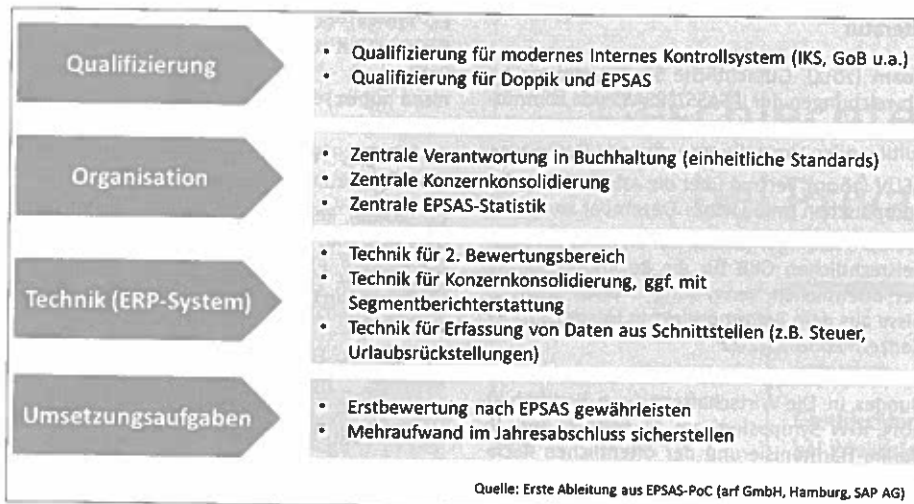 Qualifizierung
• Qualifizierung für modernes Internes Kontrollsystem (IKS, GoB u.a.)
• Qualifizierung für Doppik und EPSAS
Organisation
• Zentrale Verantwortung in Buchhaltung (einheitliche Standards)
• Zentrale Konzernkonsolidierung
• Zentrale EPSAS-Statistik
Technik (ERP-System)
• Technik für 2. Bewertungsbereich
• Technik für Konzernkonsolidierung, ggf. mit
Segmentberichterstattung
• Technik für Erfassung von Daten aus Schnittstellen (z.B. Steuer,
Urlaubsrückstellungen)
Umsetzungsaufgaben
• Erstbewertung nach EPSAS gewährleisten
• Mehraufwand im Jahresabschluss sicherstellen
Quelle: Erste Ableitung aus EPSAS-PoC (arf GmbH, Hamburg, SAP AG)